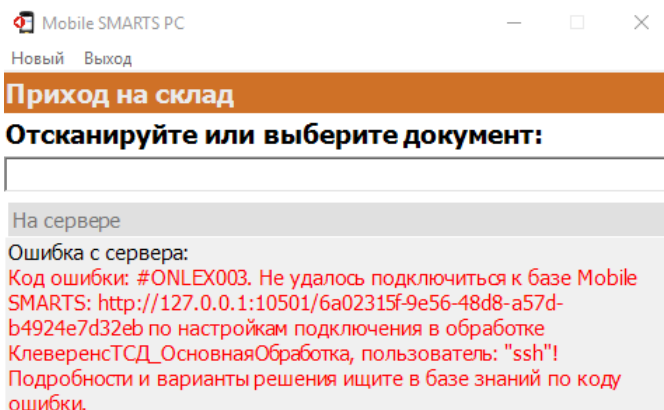 Mobile SMARTS PC
Новый Выход
Приход на склад
Отсканируйте или выберите документ:
На сервере
Ошибка с сервера:
Код ошибки: #ONLEX003. Не удалось подключиться к базе Mobile
SMARTS: http://127.0.0.1:10501/6a02315f-9e56-48d8-a57d-
b4924e7d32eb по настройкам подключения в обработке
КлеверенсТСД_ОсновнаяОбработка, пользователь: "ssh"!
Подробности и варианты решения ищите в базе знаний по коду
ошибки.